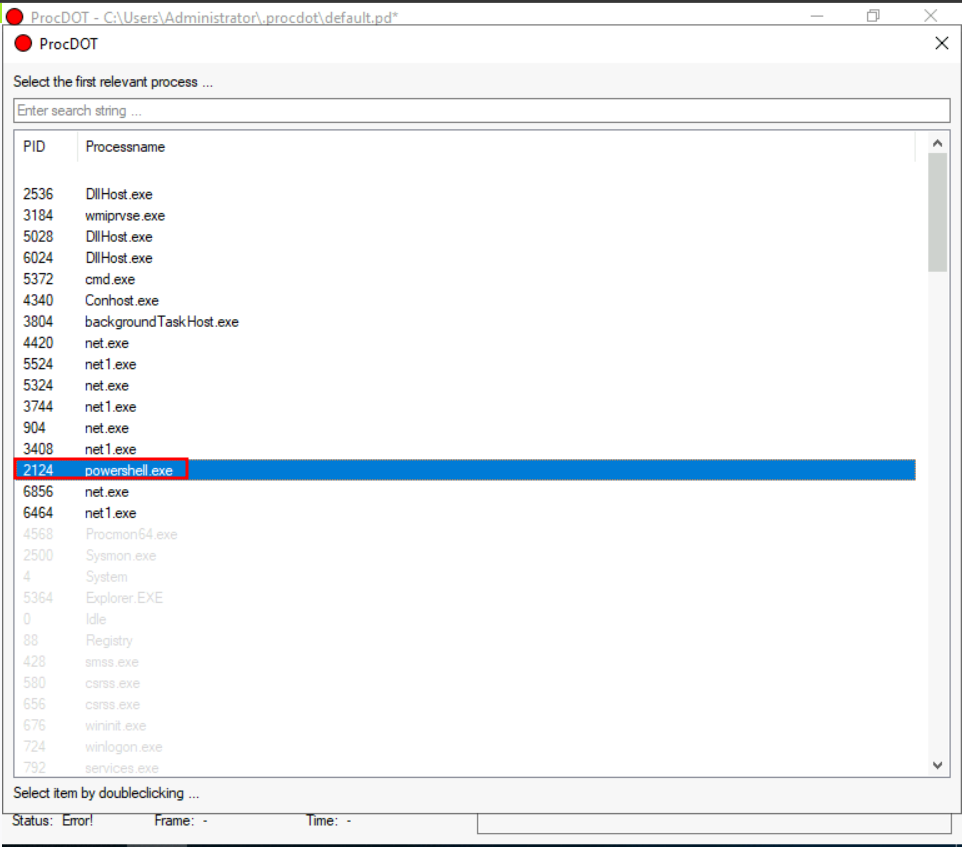 ProcDOT - C:\Users\Administrator\.procdot\default.pd*
ProcDOT
Select the first relevant process ...
Enter search string ...
PID Processname
2536 DllHost.exe
3184 wmiprvse.exe
5028 DllHost.exe
6024 DllHost.exe
5372 cmd.exe
4340 Conhost.exe
3804 backgroundTaskHost.exe
4420 net.exe
5524 net1.exe
5324 net.exe
3744 net1.exe
904 net.exe
3408 net1.exe
2124 powershell.exe
6856 net.exe
6464 net1.exe
4568 Procmon64.exe
2500 Sysmon.exe
4 System
5364 Explorer.EXE
0 Idle
88 Registry
428 smss.exe
580 csrss.exe
656 csrss.exe
676 wininit.exe
724 winlogon.exe
792 services.exe
Select item by doubleclicking ...
Status: Error! Frame: - Time: -